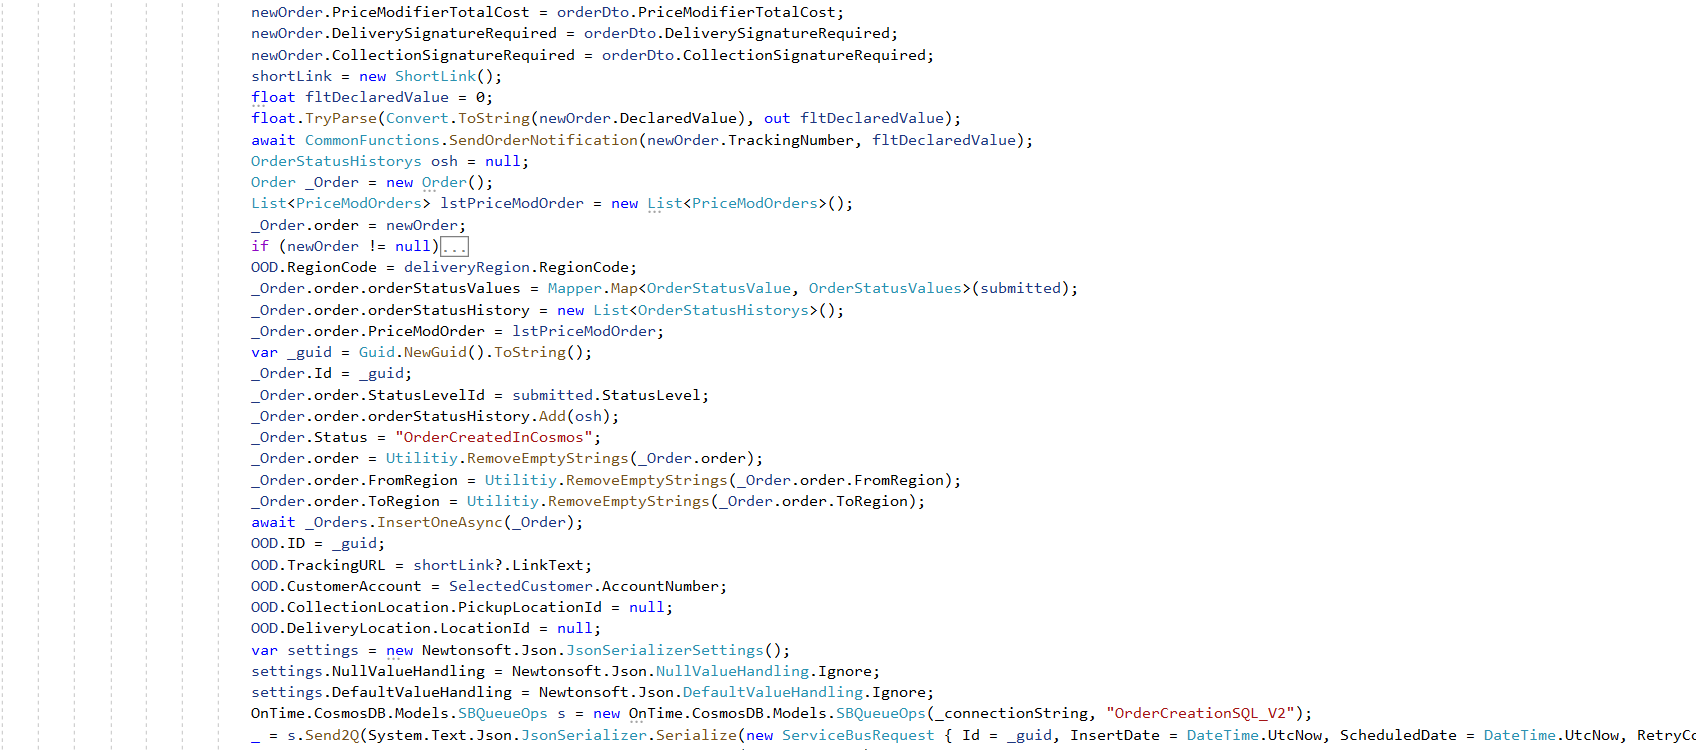 newOrder.PriceModifierTotalCost = orderDto.PriceModifierTotalCost;
newOrder.DeliverySignatureRequired = orderDto.DeliverySignatureRequired;
newOrder.CollectionSignatureRequired = orderDto.CollectionSignatureRequired;
shortLink = new ShortLink();
float fltDeclaredValue = 0;
float.TryParse(Convert.ToString(newOrder.DeclaredValue), out fltDeclaredValue);
await CommonFunctions.SendOrderNotification(newOrder.TrackingNumber, fltDeclaredValue);
OrderStatusHistorys osh = null;
Order _Order = new Order();
List<PriceModOrders> lstPriceModOrder = new List<PriceModOrders>();
_Order.order = newOrder;
if (newOrder != null)...
OOD.RegionCode = deliveryRegion.RegionCode;
_Order.order.orderStatusValues = Mapper.Map<OrderStatusValue, OrderStatusValues>(submitted);
_Order.order.orderStatusHistory = new List<OrderStatusHistorys>();
_Order.order.PriceModOrder = lstPriceModOrder;
var _guid = Guid.NewGuid().ToString();
_Order.Id = _guid;
_Order.order.StatusLevelId = submitted.StatusLevel;
_Order.order.orderStatusHistory.Add(osh);
_Order.Status = "OrderCreatedInCosmos";
_Order.order = Utilitiy.RemoveEmptyStrings(_Order.order);
_Order.order.FromRegion = Utilitiy.RemoveEmptyStrings(_Order.order.FromRegion);
_Order.order.ToRegion = Utilitiy.RemoveEmptyStrings(_Order.order.ToRegion);
await _Orders.InsertOneAsync(_Order);
OOD.ID = _guid;
OOD.TrackingURL = shortLink?.LinkText;
OOD.CustomerAccount = SelectedCustomer.AccountNumber;
OOD.CollectionLocation.PickupLocationId = null;
OOD.DeliveryLocation.LocationId = null;
var settings = new Newtonsoft.Json.JsonSerializerSettings();
settings.NullValueHandling = Newtonsoft.Json.NullValueHandling.Ignore;
settings.DefaultValueHandling = Newtonsoft.Json.DefaultValueHandling.Ignore;
OnTime.CosmosDB.Models.SBQueueOps s = new OnTime.CosmosDB.Models.SBQueueOps(_connectionString, "OrderCreationSQL_V2");
_ = s.Send2Q(System.Text.Json.JsonSerializer.Serialize(new ServiceBusRequest { Id = _guid, InsertDate = DateTime.UtcNow, ScheduledDate = DateTime.UtcNow, RetryCo